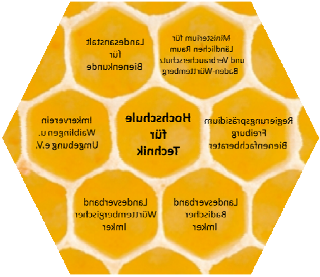 Landesanstalt
für
Bienenkunde
Ministerium für
Ländlichen Raum
und Verbraucherschutz
Baden-Württemberg
Imkerverein
Waiblingen u.
Umgebung e.V.
Hochschule
für
Technik
Regierungspräsidium
Freiburg
Bienenfachberater
Landesverband
Württembergischer
Imker
Landesverband
Badischer
Imker